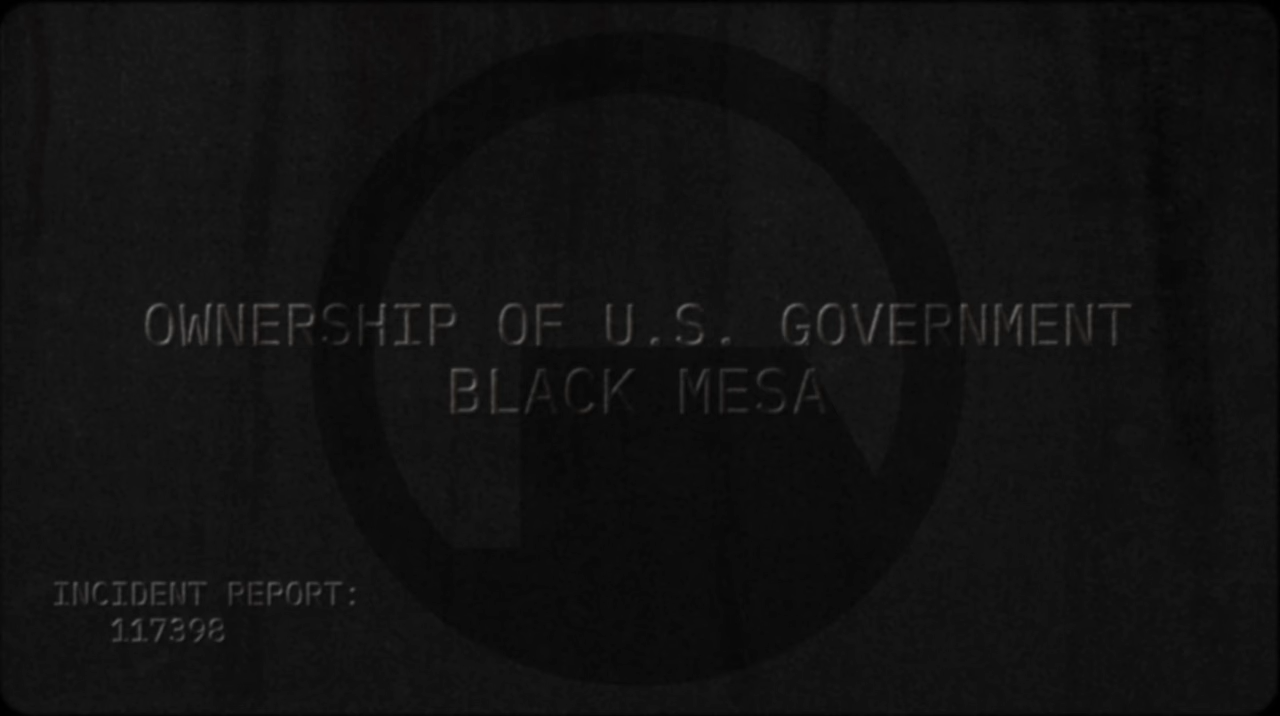 OWNERSHIP OF U.S. GOVERNMENT
BLACK MESA
INCIDENT REPORT:
117398